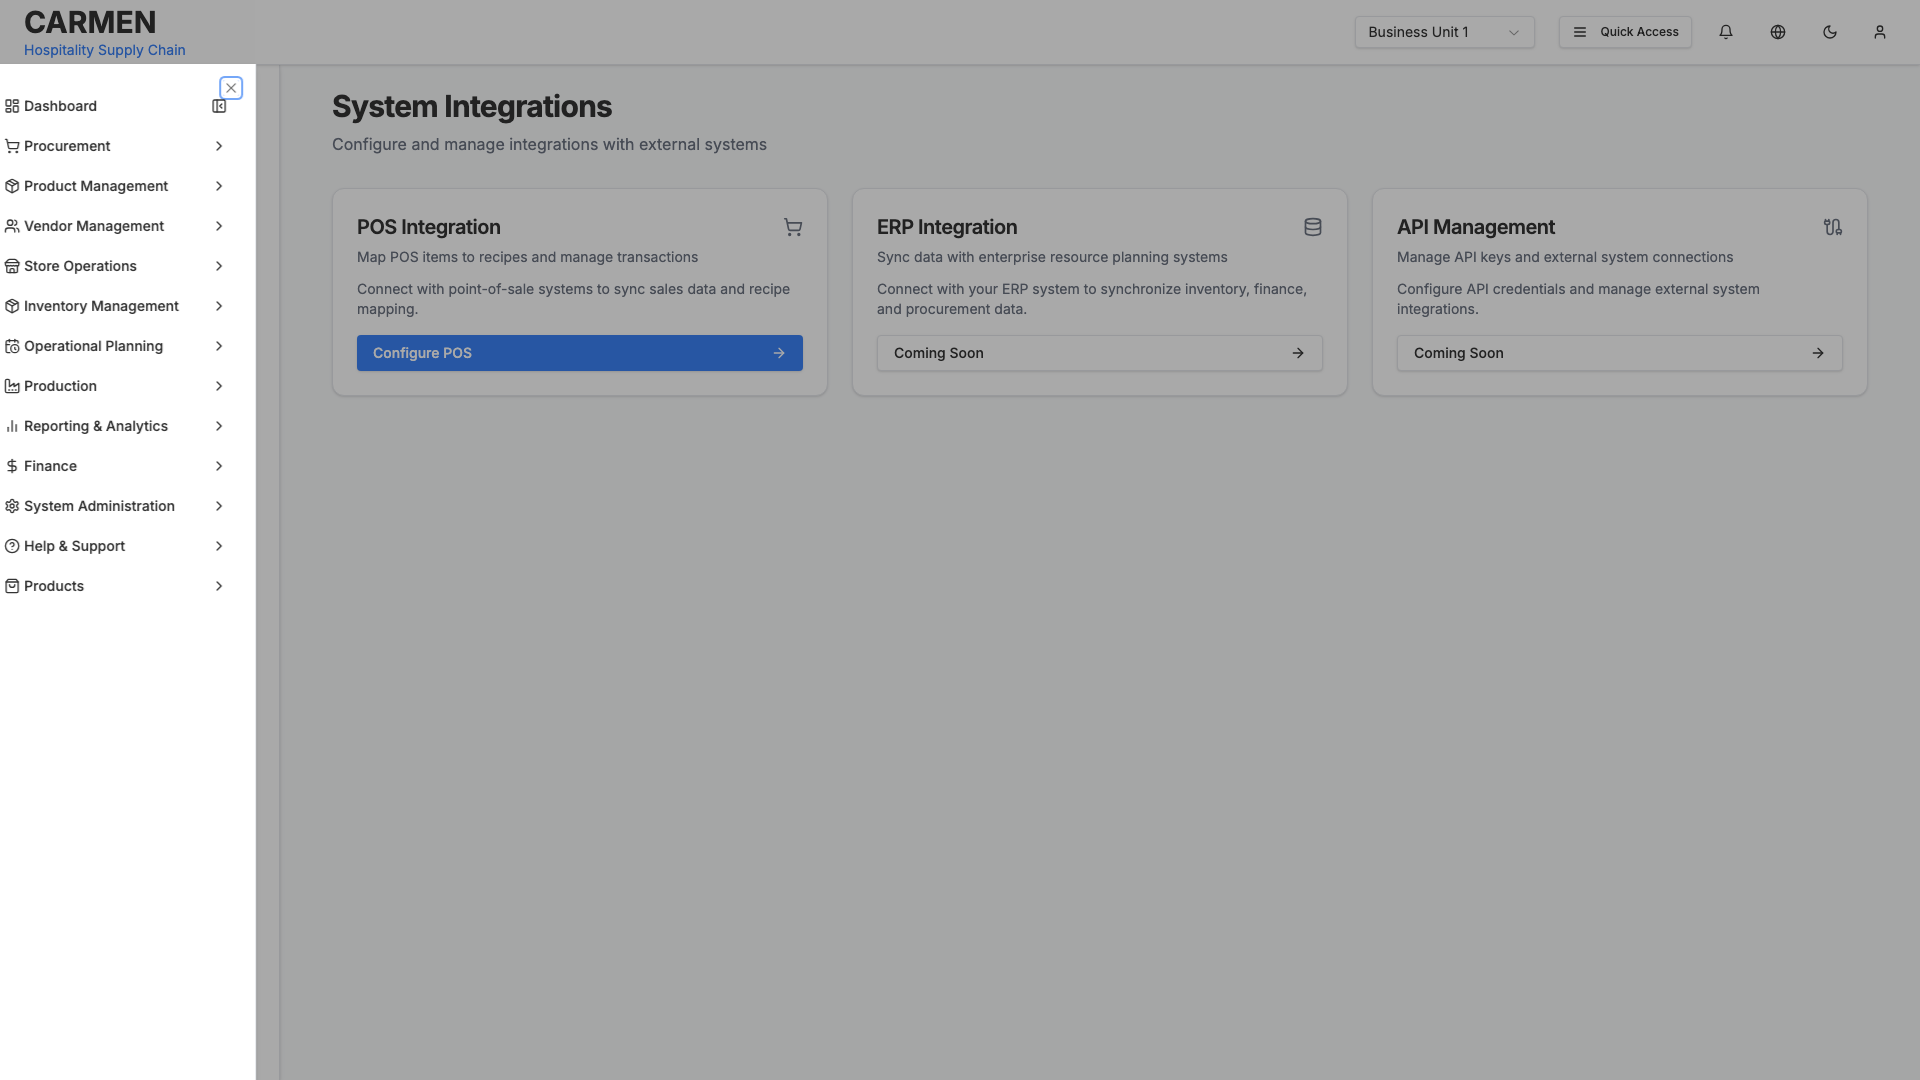 CARMEN
Hospitality Supply Chain
Business Unit 1
Quick Access
Dashboard
Procurement
Product Management
Vendor Management
Store Operations
Inventory Management
Operational Planning
Production
Reporting & Analytics
Finance
System Administration
Help & Support
Products
System Integrations
Configure and manage integrations with external systems
POS Integration
Map POS items to recipes and manage transactions
Connect with point-of-sale systems to sync sales data and recipe
mapping.
Configure POS
ERP Integration
Sync data with enterprise resource planning systems
Connect with your ERP system to synchronize inventory, finance,
and procurement data.
Coming Soon
API Management
Manage API keys and external system connections
Configure API credentials and manage external system
integrations.
Coming Soon